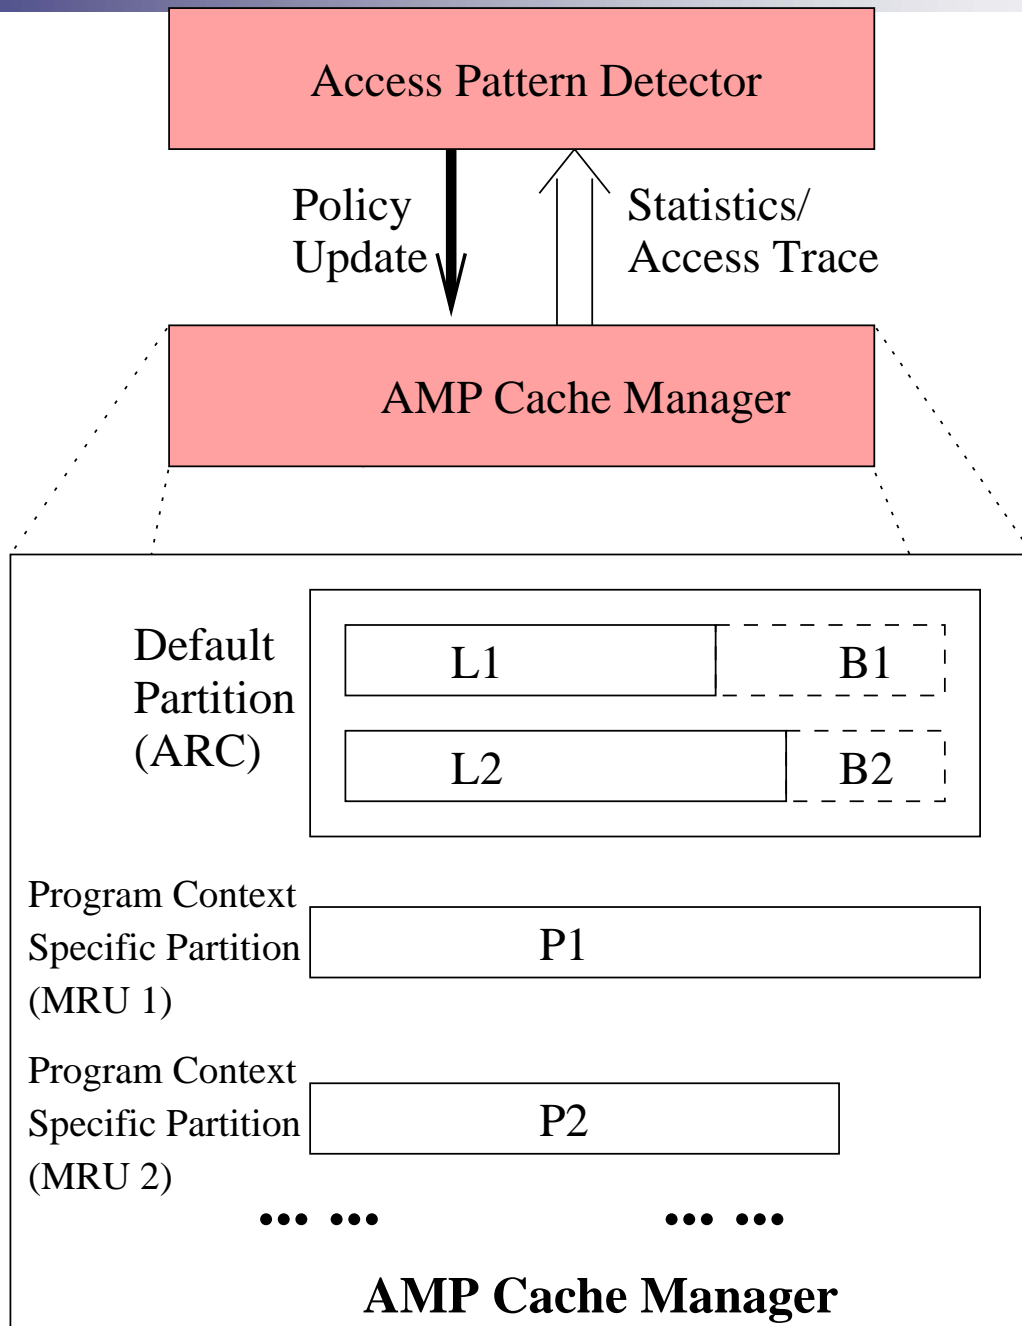 Access Pattern Detector
Policy
Update
Statistics/
Access Trace
AMP Cache Manager
Default
Partition
(ARC)
L1
B1
L2
B2
Program Context
Specific Partition
(MRU 1)
P1
Program Context
Specific Partition
(MRU 2)
P2
••• ••• ••• •••
AMP Cache Manager